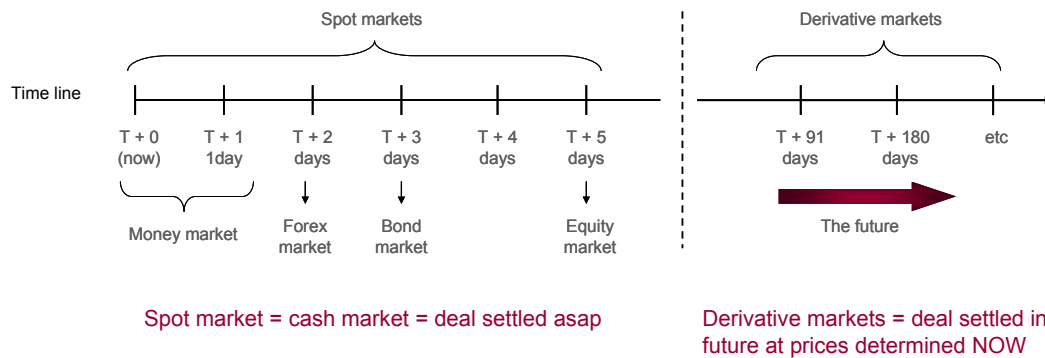 Spot markets
Derivative markets
Time line
T + 0
(now)
T + 1
1day
T + 2
days
T + 3
days
T + 4
days
T + 5
days
T + 91
days
T + 180
days
etc
Money market
Forex
market
Bond
market
Equity
market
The future
Spot market = cash market = deal settled asap
Derivative markets = deal settled in
future at prices determined NOW